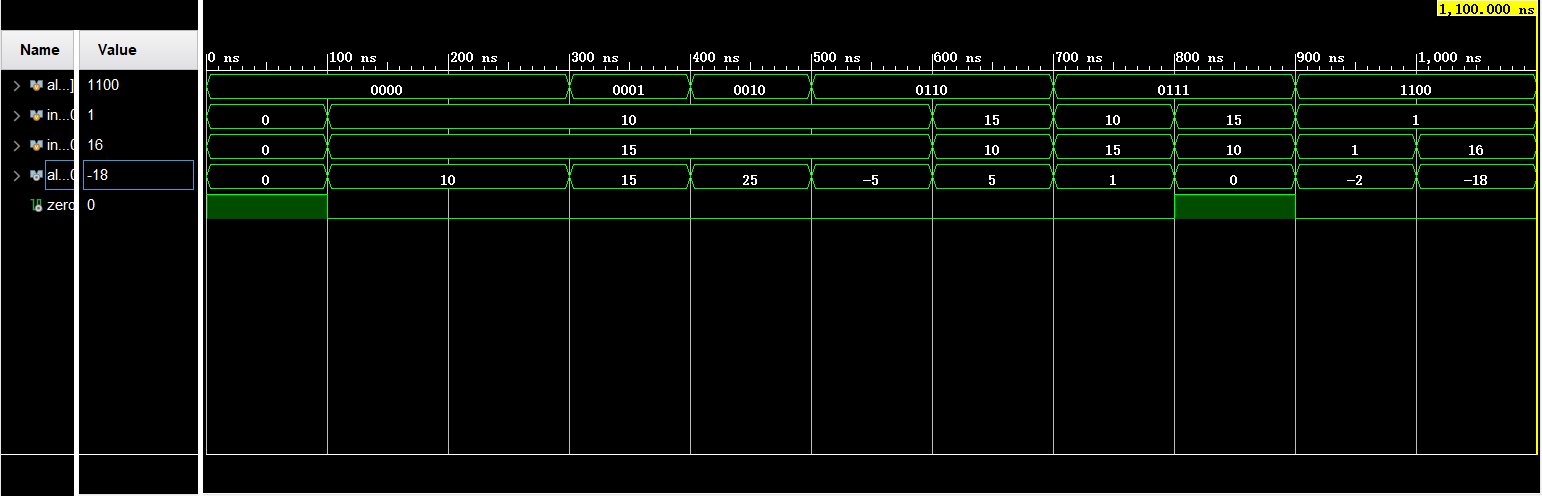 1,100.000 ns
Name Value
0 ns 100 ns 200 ns 300 ns 400 ns 500 ns 600 ns 700 ns 800 ns 900 ns 1,000 ns
al...] 1100 0000 0001 0010 0110 0111 1100
in...0 1 0 10 15 10 15 1
in...0 16 0 15 10 15 10 1 16
al...0 -18 0 10 15 25 -5 5 1 0 -2 -18
zero 0